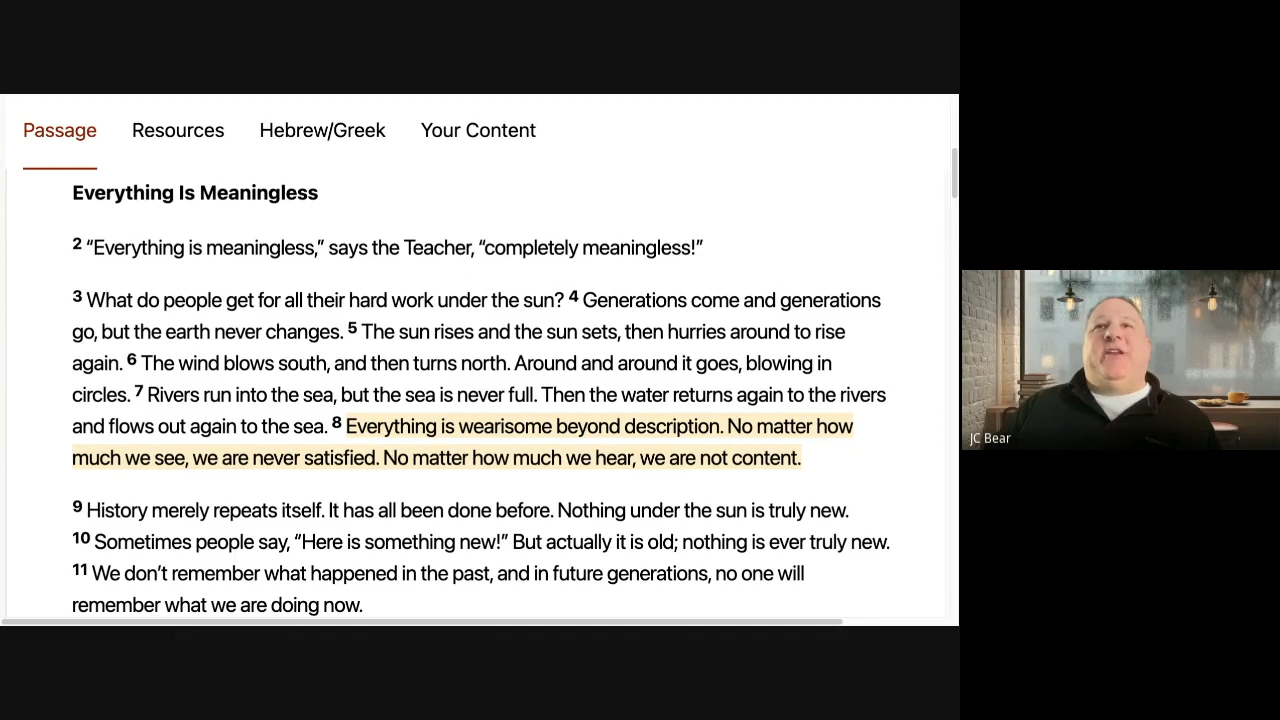 Passage Resources Hebrew/Greek Your Content
Everything Is Meaningless
2 “Everything is meaningless,” says the Teacher, “completely meaningless!”
3 What do people get for all their hard work under the sun? 4 Generations come and generations
go, but the earth never changes. 5 The sun rises and the sun sets, then hurries around to rise
again. 6 The wind blows south, and then turns north. Around and around it goes, blowing in
circles. 7 Rivers run into the sea, but the sea is never full. Then the water returns again to the rivers
and flows out again to the sea. 8 Everything is wearisome beyond description. No matter how
much we see, we are never satisfied. No matter how much we hear, we are not content.
9 History merely repeats itself. It has all been done before. Nothing under the sun is truly new.
10 Sometimes people say, “Here is something new!” But actually it is old; nothing is ever truly new.
11 We don’t remember what happened in the past, and in future generations, no one will
remember what we are doing now.
JC Bear